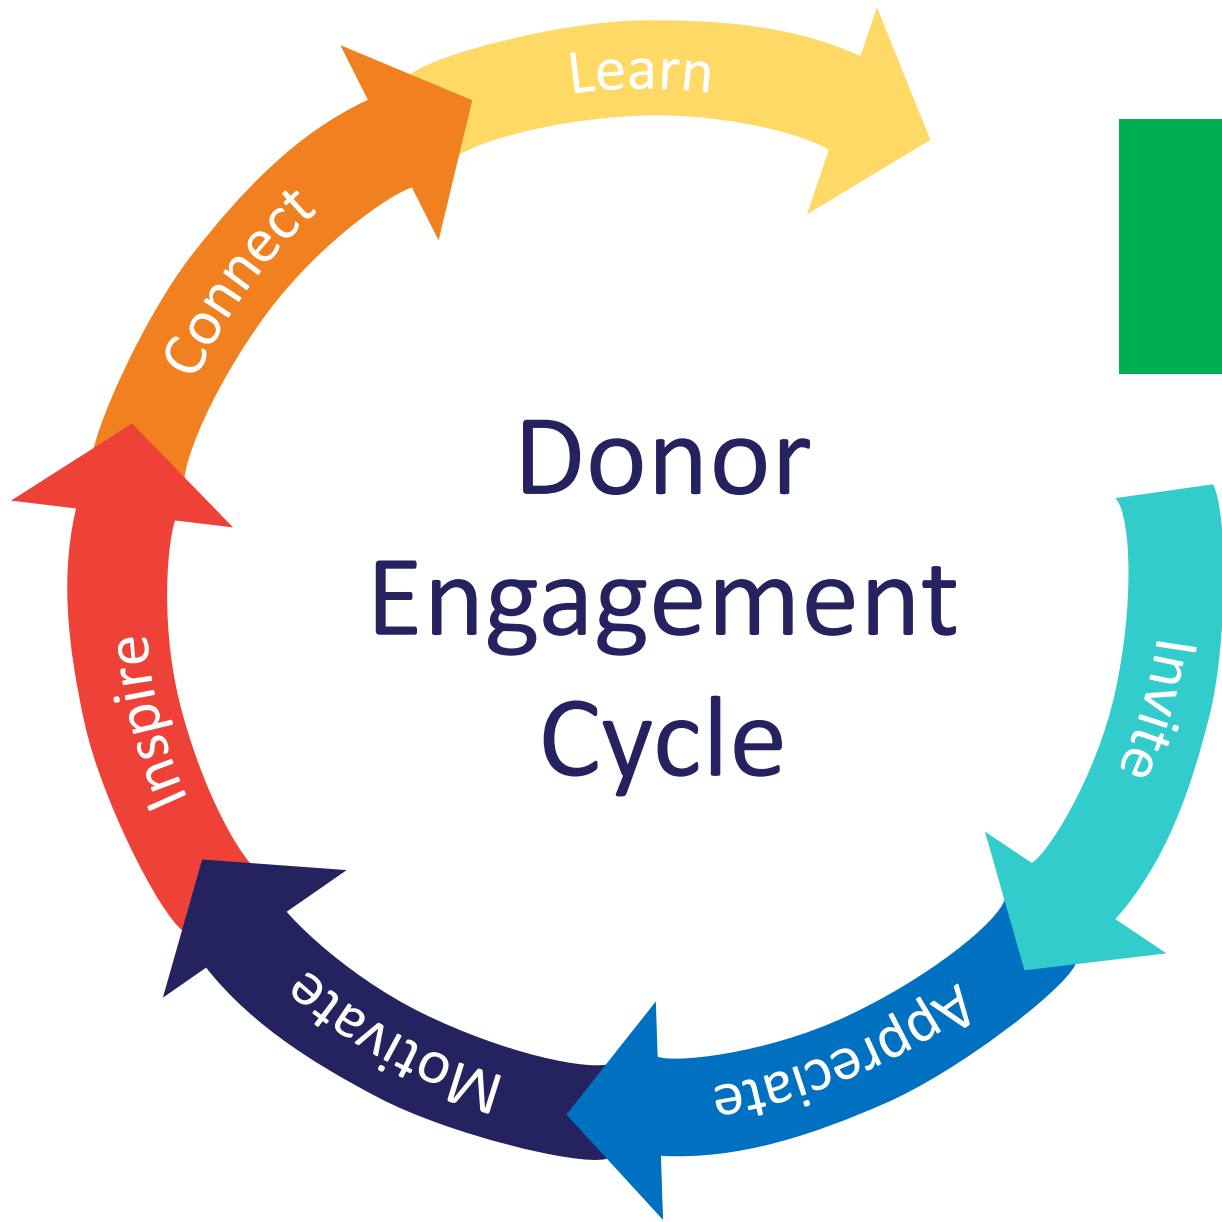 Learn
Connect
Donor
Engagement
Cycle
Invite
Inspire
Motivate
Appreciate